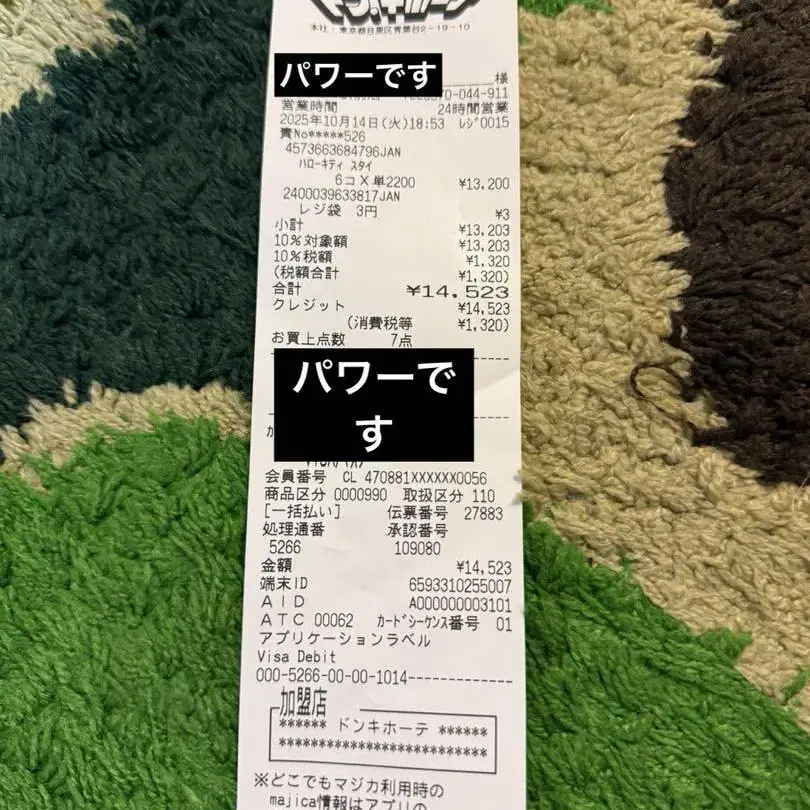 本社：東京都目黒区青葉台2-19-10
パワーです
様
0570-044-911
営業時間 24時間営業
2025年10月14日(火)18:53 ﾚｼﾞ0015
責No*****526
4573663684796JAN
ﾊﾛｰｷﾃｨ ｽﾀｲ
6コX単2200 ¥13,200
2400039633817JAN
レジ袋 3円 ¥3
小計 ¥13,203
10%対象額 ¥13,203
10%税額 ¥1,320
(税額合計 ¥1,320)
合計 ¥14,523
クレジット ¥14,523
(消費税等 ¥1,320)
お買上点数 7点
パワーで
す
会員番号 CL 470881XXXXXX0056
商品区分 0000990 取扱区分 110
[一括払い] 伝票番号 27883
処理通番 承認番号
5266 109080
金額 ¥14,523
端末ID 6593310255007
AID A000000003101
ATC 00062 ｶｰﾄﾞｼｰｹﾝｽ番号 01
アプリケーションラベル
Visa Debit
000-5266-00-00-1014--------------
加盟店
****** ドンキホーテ ******
**************************
※どこでもマジカ利用時の
majica情報はアプリの